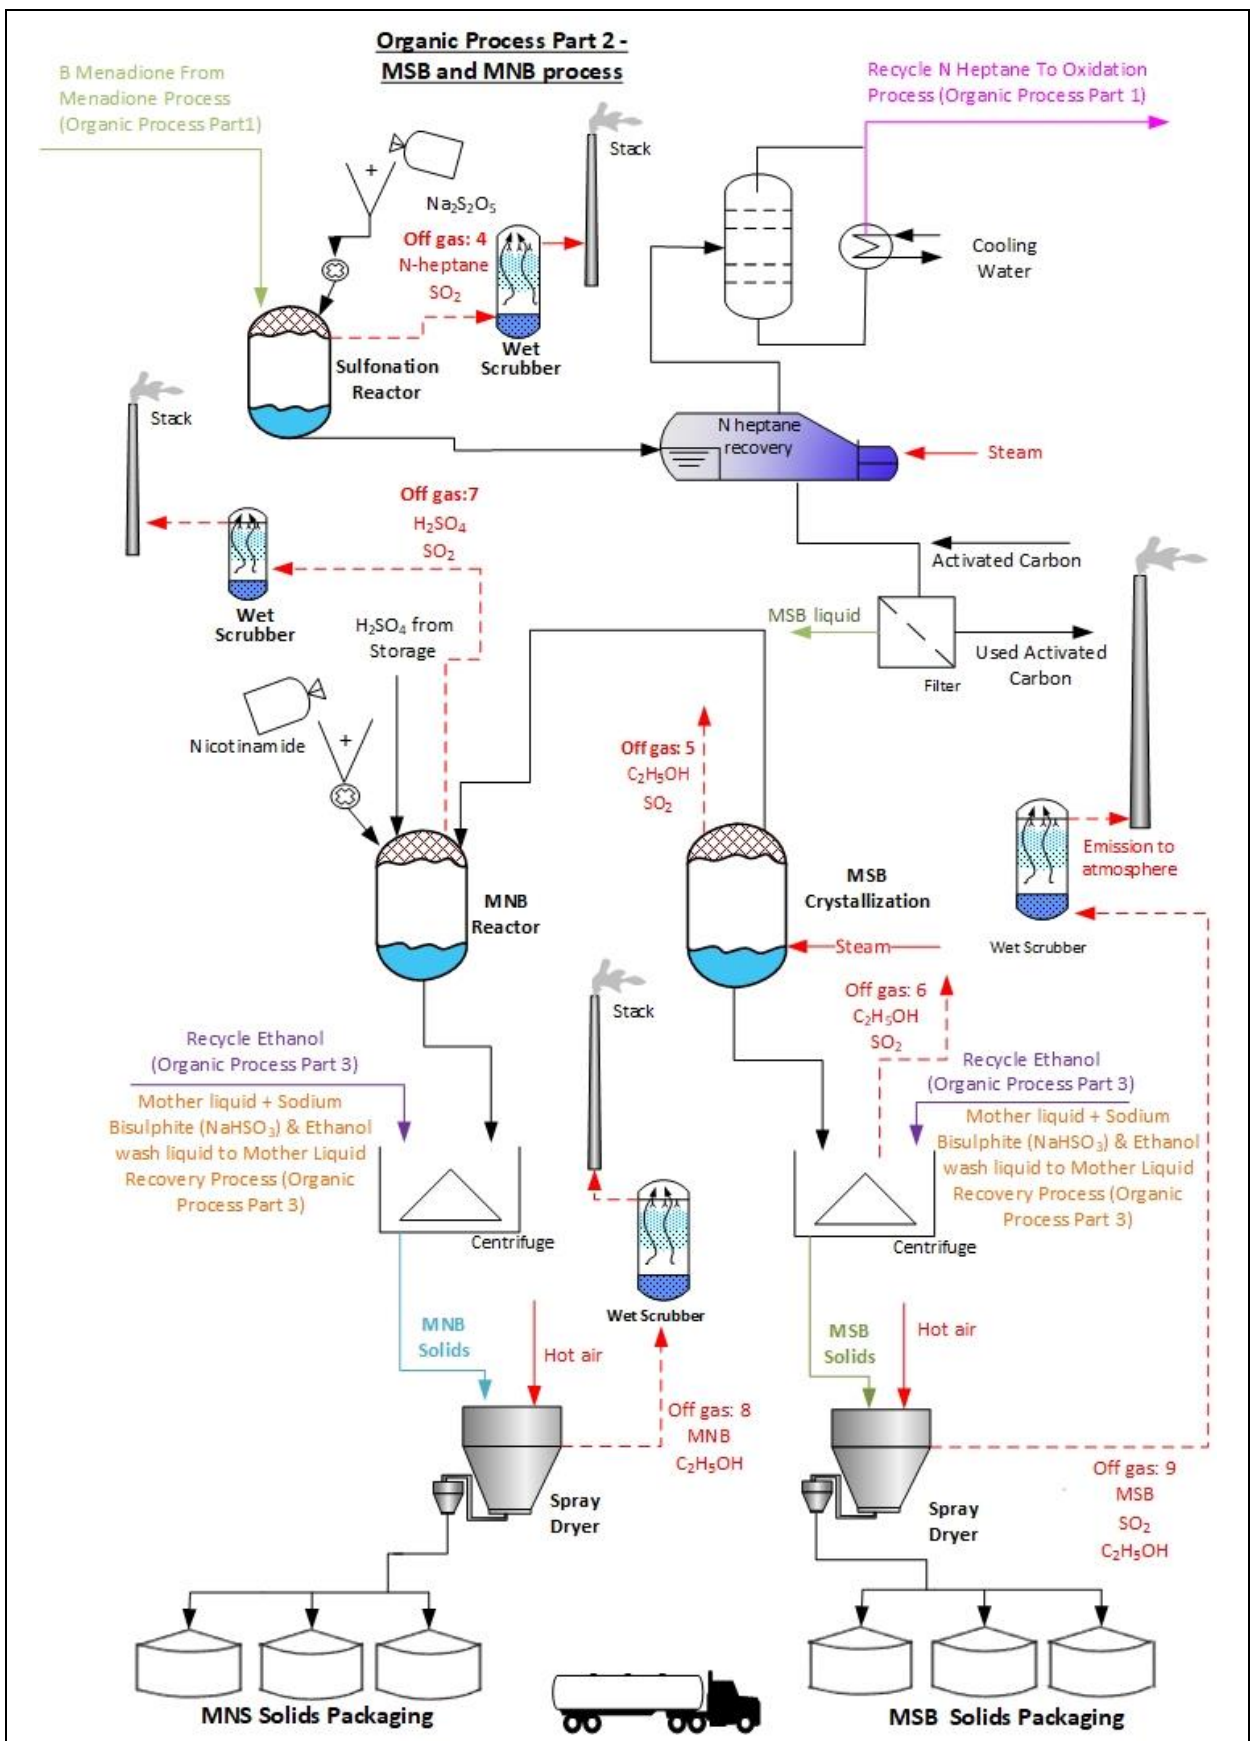 Organic Process Part 2 -
MSB and MNB process
B Menadione From
Menadione Process
(Organic Process Part1)
Recycle N Heptane To Oxidation
Process (Organic Process Part 1)
Stack
+
Na₂S₂O₅
Off gas: 4
N-heptane
SO₂
Cooling
Water
Wet
Scrubber
Sulfonation
Reactor
Stack
N heptane
recovery
Steam
Off gas:7
H₂SO₄
SO₂
Activated Carbon
Wet
Scrubber
H₂SO₄ from
Storage
MSB liquid
Used Activated
Carbon
Filter
Nicotinamide
+
Off gas: 5
C₂H₅OH
SO₂
Emission to
atmosphere
MSB
Crystallization
MNB
Reactor
Steam
Wet Scrubber
Off gas: 6
C₂H₅OH
SO₂
Stack
Recycle Ethanol
(Organic Process Part 3)
Recycle Ethanol
(Organic Process Part 3)
Mother liquid + Sodium
Bisulphite (NaHSO₃) & Ethanol
wash liquid to Mother Liquid
Recovery Process (Organic
Process Part 3)
Mother liquid + Sodium
Bisulphite (NaHSO₃) & Ethanol
wash liquid to Mother Liquid
Recovery Process (Organic
Process Part 3)
Centrifuge
Centrifuge
Wet Scrubber
MNB
Solids
Hot air
MSB
Solids
Hot air
Off gas: 8
MNB
C₂H₅OH
Off gas: 9
MSB
SO₂
C₂H₅OH
Spray
Dryer
Spray
Dryer
MNS Solids Packaging
MSB Solids Packaging